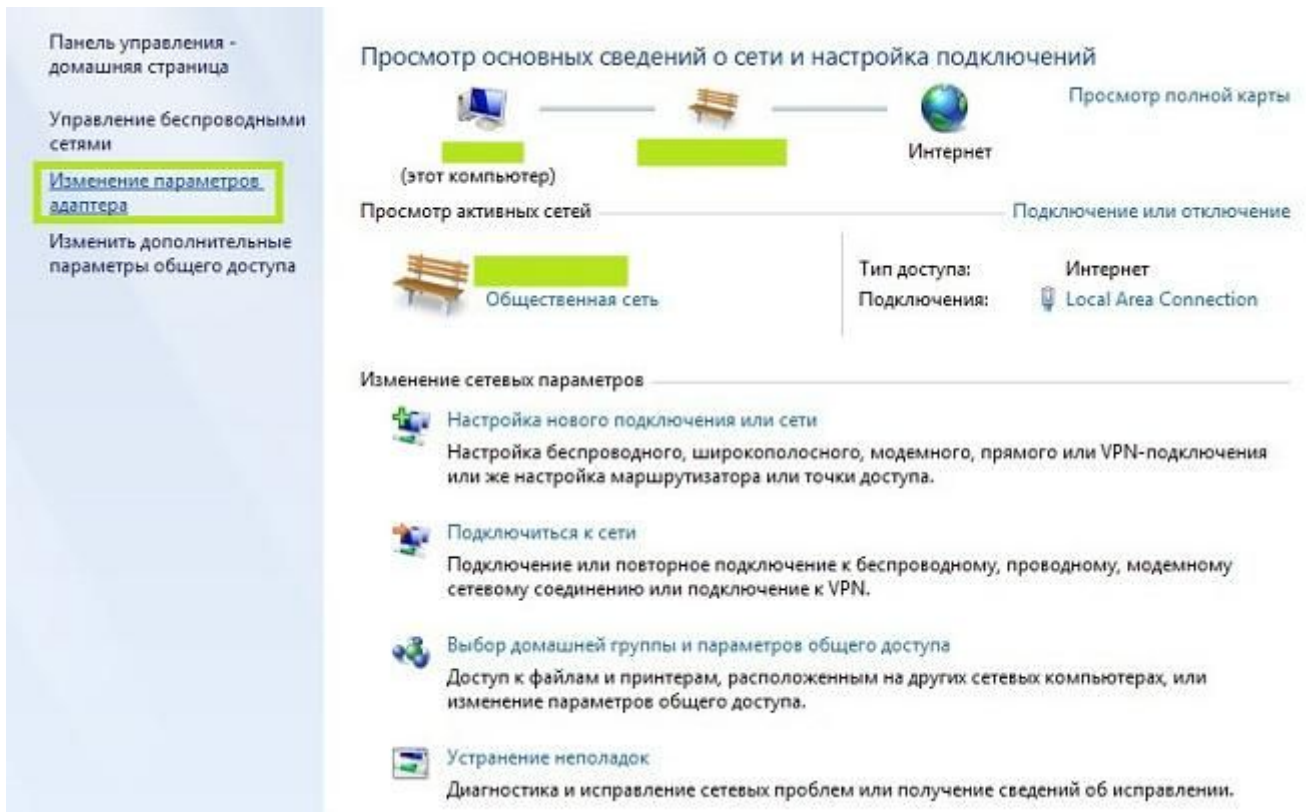 Панель управления -
домашняя страница
Управление беспроводными
сетями
Изменение параметров
адаптера
Изменить дополнительные
параметры общего доступа
Просмотр основных сведений о сети и настройка подключений
Просмотр полной карты
(этот компьютер)
Интернет
Просмотр активных сетей
Подключение или отключение
Общественная сеть
Тип доступа: Интернет
Подключения: Local Area Connection
Изменение сетевых параметров
Настройка нового подключения или сети
Настройка беспроводного, широкополосного, модемного, прямого или VPN-подключения
или же настройка маршрутизатора или точки доступа.
Подключиться к сети
Подключение или повторное подключение к беспроводному, проводному, модемному
сетевому соединению или подключение к VPN.
Выбор домашней группы и параметров общего доступа
Доступ к файлам и принтерам, расположенным на других сетевых компьютерах, или
изменение параметров общего доступа.
Устранение неполадок
Диагностика и исправление сетевых проблем или получение сведений об исправлении.